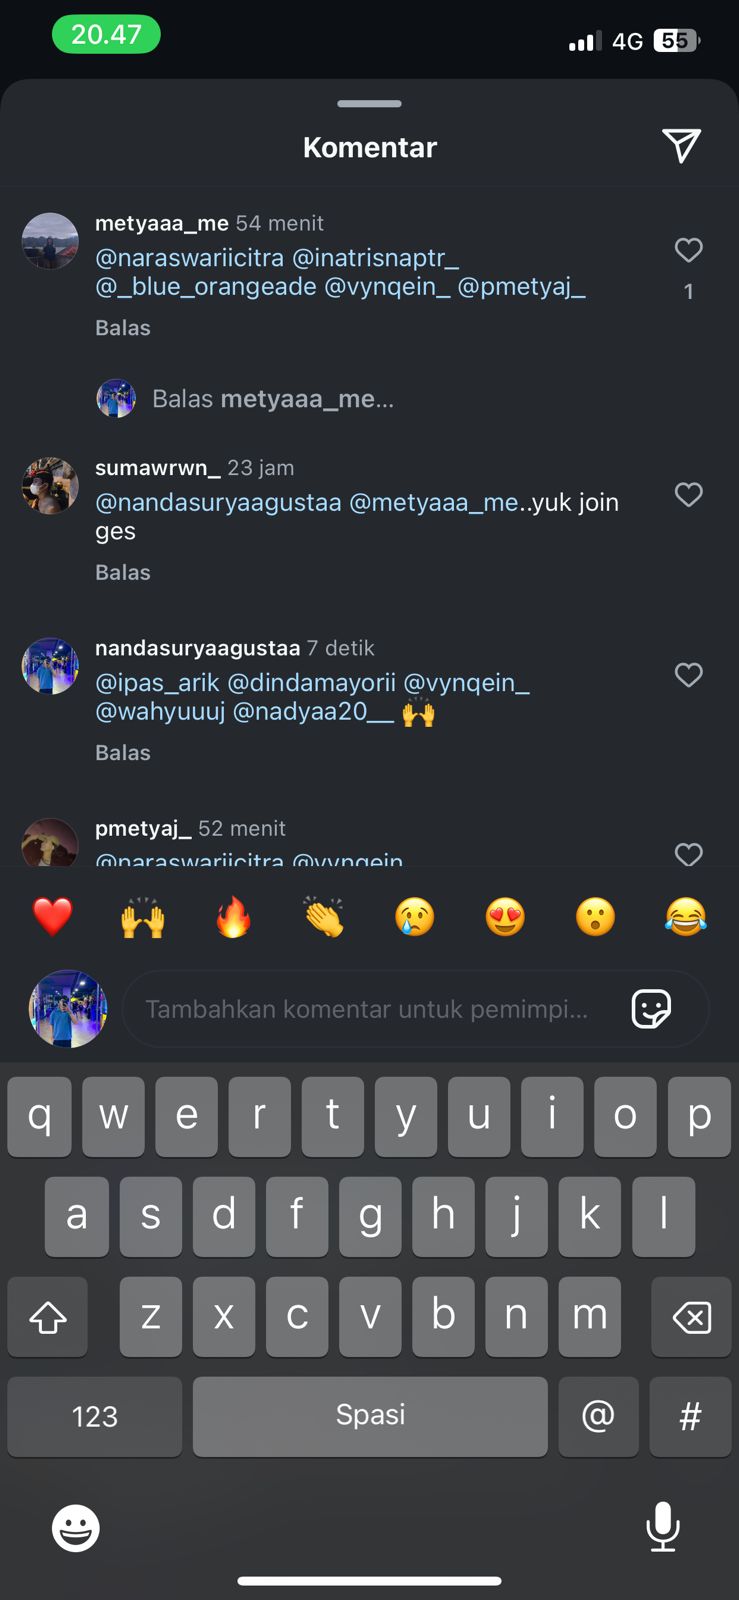 20.47
4G 55
Komentar
metyaaa_me 54 menit
@naraswariicitra @inatrisnaptr_
@_blue_orangeade @vynqein_ @pmetyaj_
1
Balas
Balas metyaaa_me...
sumawrwn_ 23 jam
@nandasuryaagustaa @metyaaa_me..yuk join
ges
Balas
nandasuryaagustaa 7 detik
@ipas_arik @dindamayorii @vynqein_
@wahyuuuj @nadyaa20__ 🙌
Balas
pmetyaj_ 52 menit
@naraswariicitra @vynqein
❤️ 🙌 🔥 👏 😢 😍 😮 😂
Tambahkan komentar untuk pemimpi...
q w e r t y u i o p
a s d f g h j k l
z x c v b n m
123 Spasi @ #